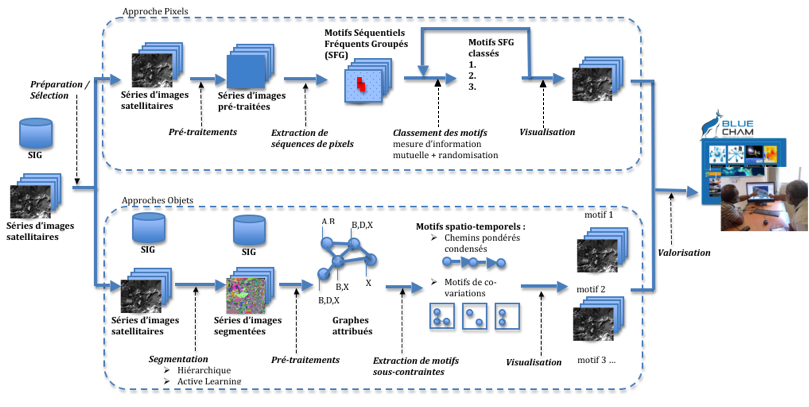 Approche Pixels
Préparation /
Sélection
SIG
Séries d'images
satellitaires
Séries d'images
satellitaires
Pré-traitements
Séries d'images
pré-traitées
Extraction de
séquences de pixels
Motifs Séquentiels
Fréquents Groupés
(SFG)
Classement des motifs
mesure d'information
mutuelle + randomisation
Motifs SFG
classés
1.
2.
3.
Visualisation
BLUE
CHAM
Valorisation
Approches Objets
SIG
Séries d'images
satellitaires
Segmentation
➢ Hiérarchique
➢ Active Learning
SIG
Séries d'images
segmentées
Pré-traitements
A B
B,D,X
X
B,X
B,D,X
Graphes
attribués
Extraction de motifs
sous-contraintes
Motifs spatio-temporels :
➢ Chemins pondérés
condensés
➢ Motifs de co-
variations
Visualisation
motif 1
motif 2
motif 3 ...